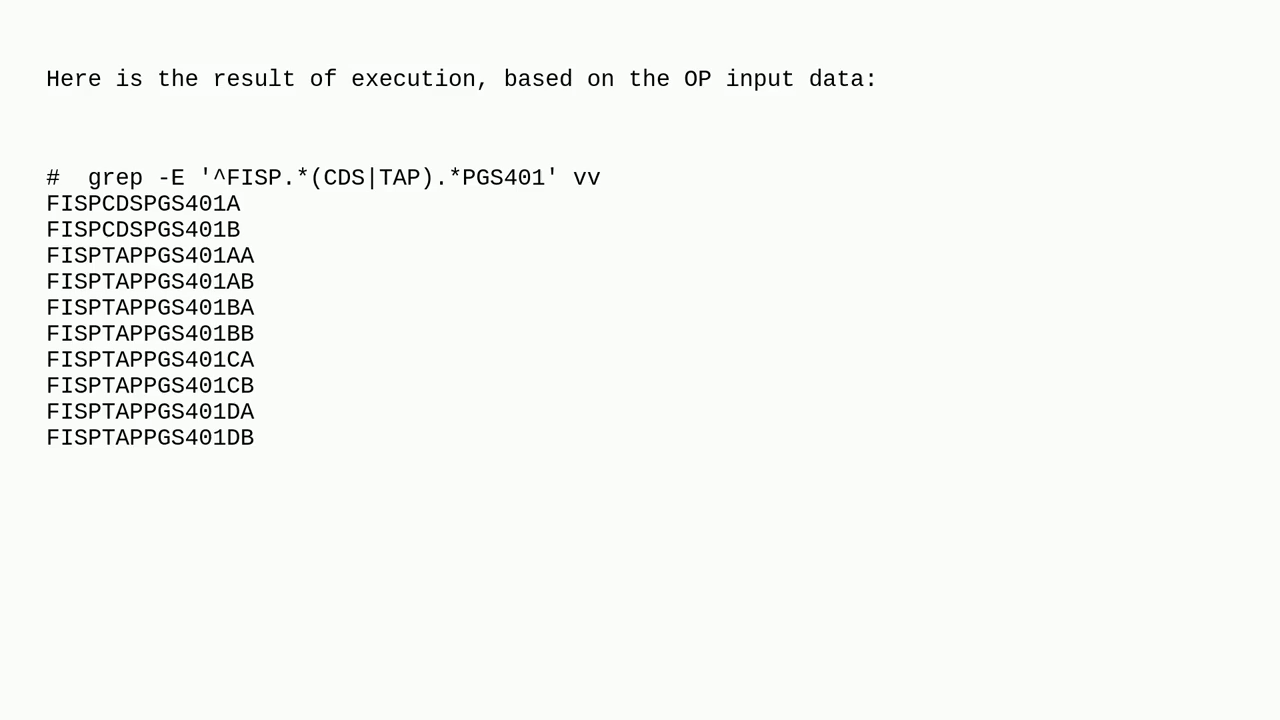 Here is the result of execution, based on the OP input data:
#  grep -E '^FISP.*(CDS|TAP).*PGS401' vv
FISPCDSPGS401A
FISPCDSPGS401B
FISPTAPPGS401AA
FISPTAPPGS401AB
FISPTAPPGS401BA
FISPTAPPGS401BB
FISPTAPPGS401CA
FISPTAPPGS401CB
FISPTAPPGS401DA
FISPTAPPGS401DB